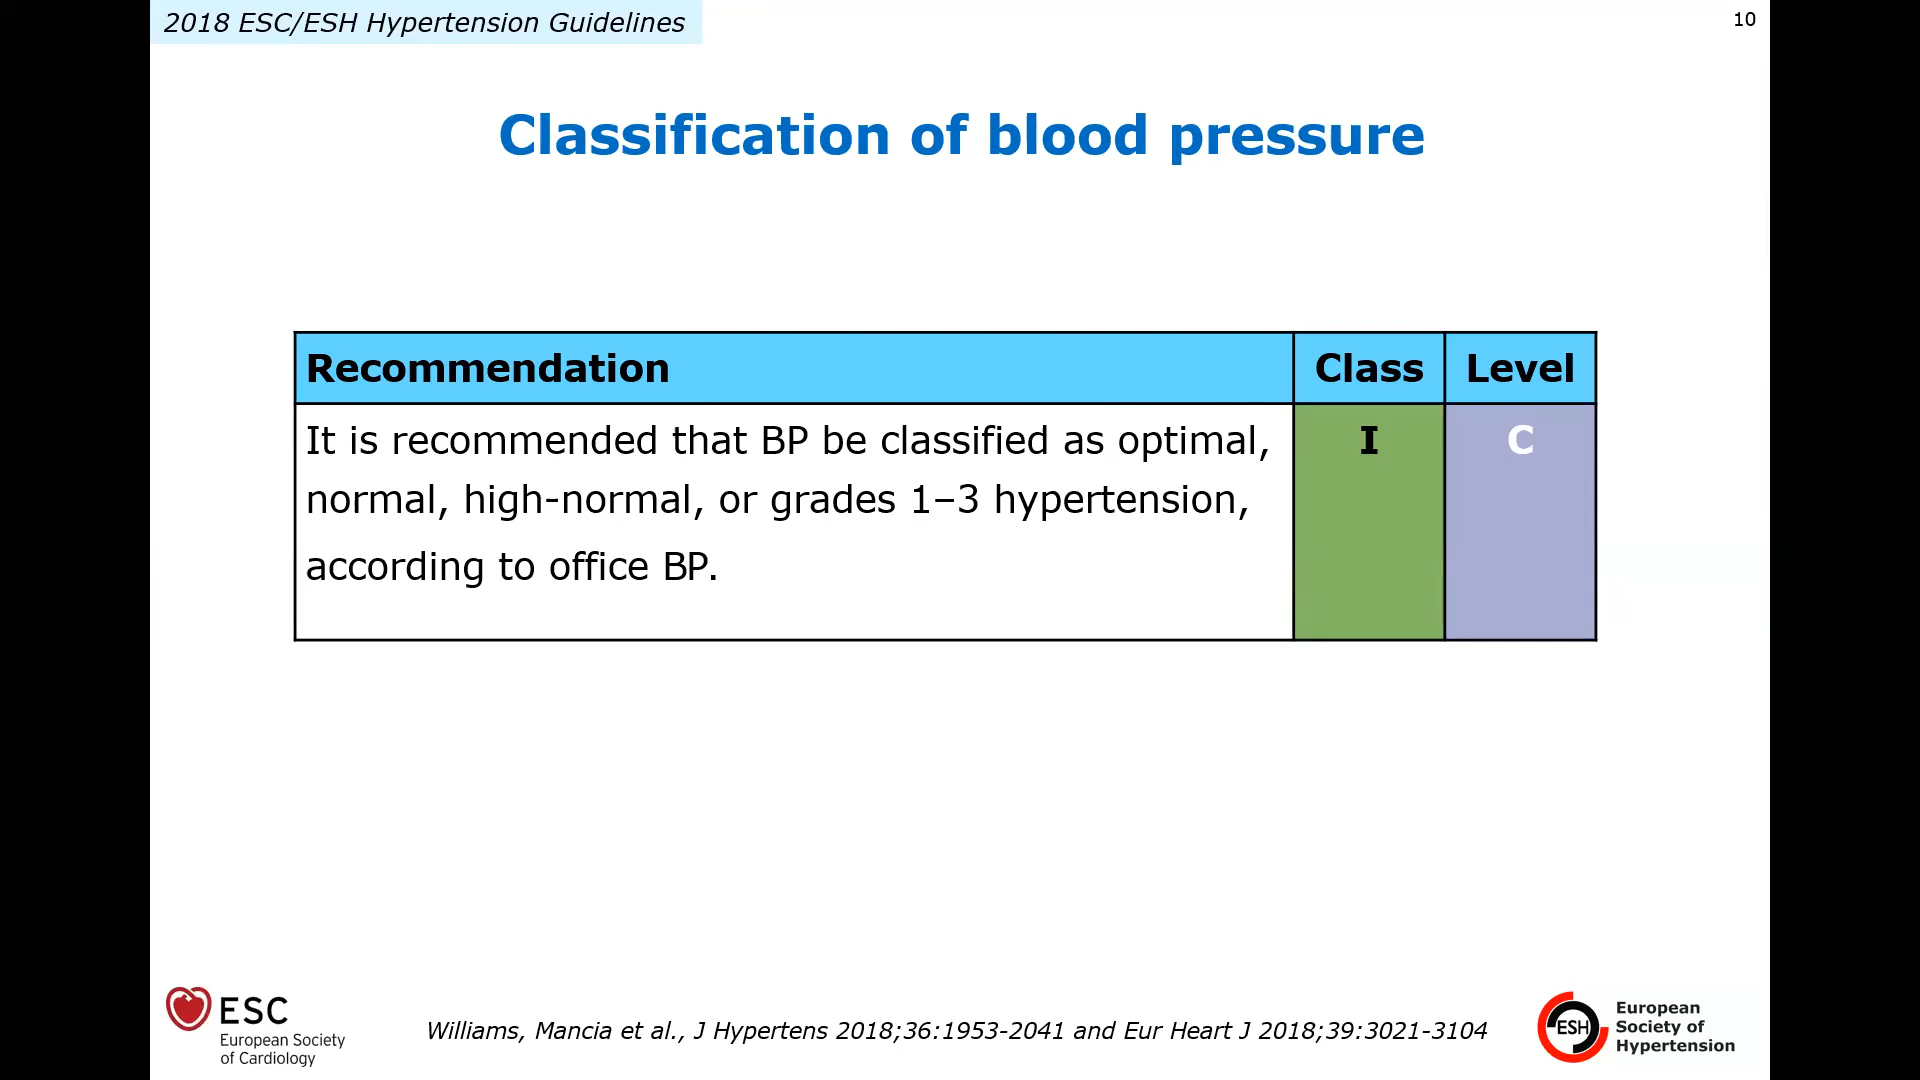 2018 ESC/ESH Hypertension Guidelines
10
Classification of blood pressure
Recommendation Class Level
It is recommended that BP be classified as optimal, I C
normal, high-normal, or grades 1–3 hypertension,
according to office BP.
ESC
European Society
of Cardiology
Williams, Mancia et al., J Hypertens 2018;36:1953-2041 and Eur Heart J 2018;39:3021-3104
ESH
European
Society of
Hypertension